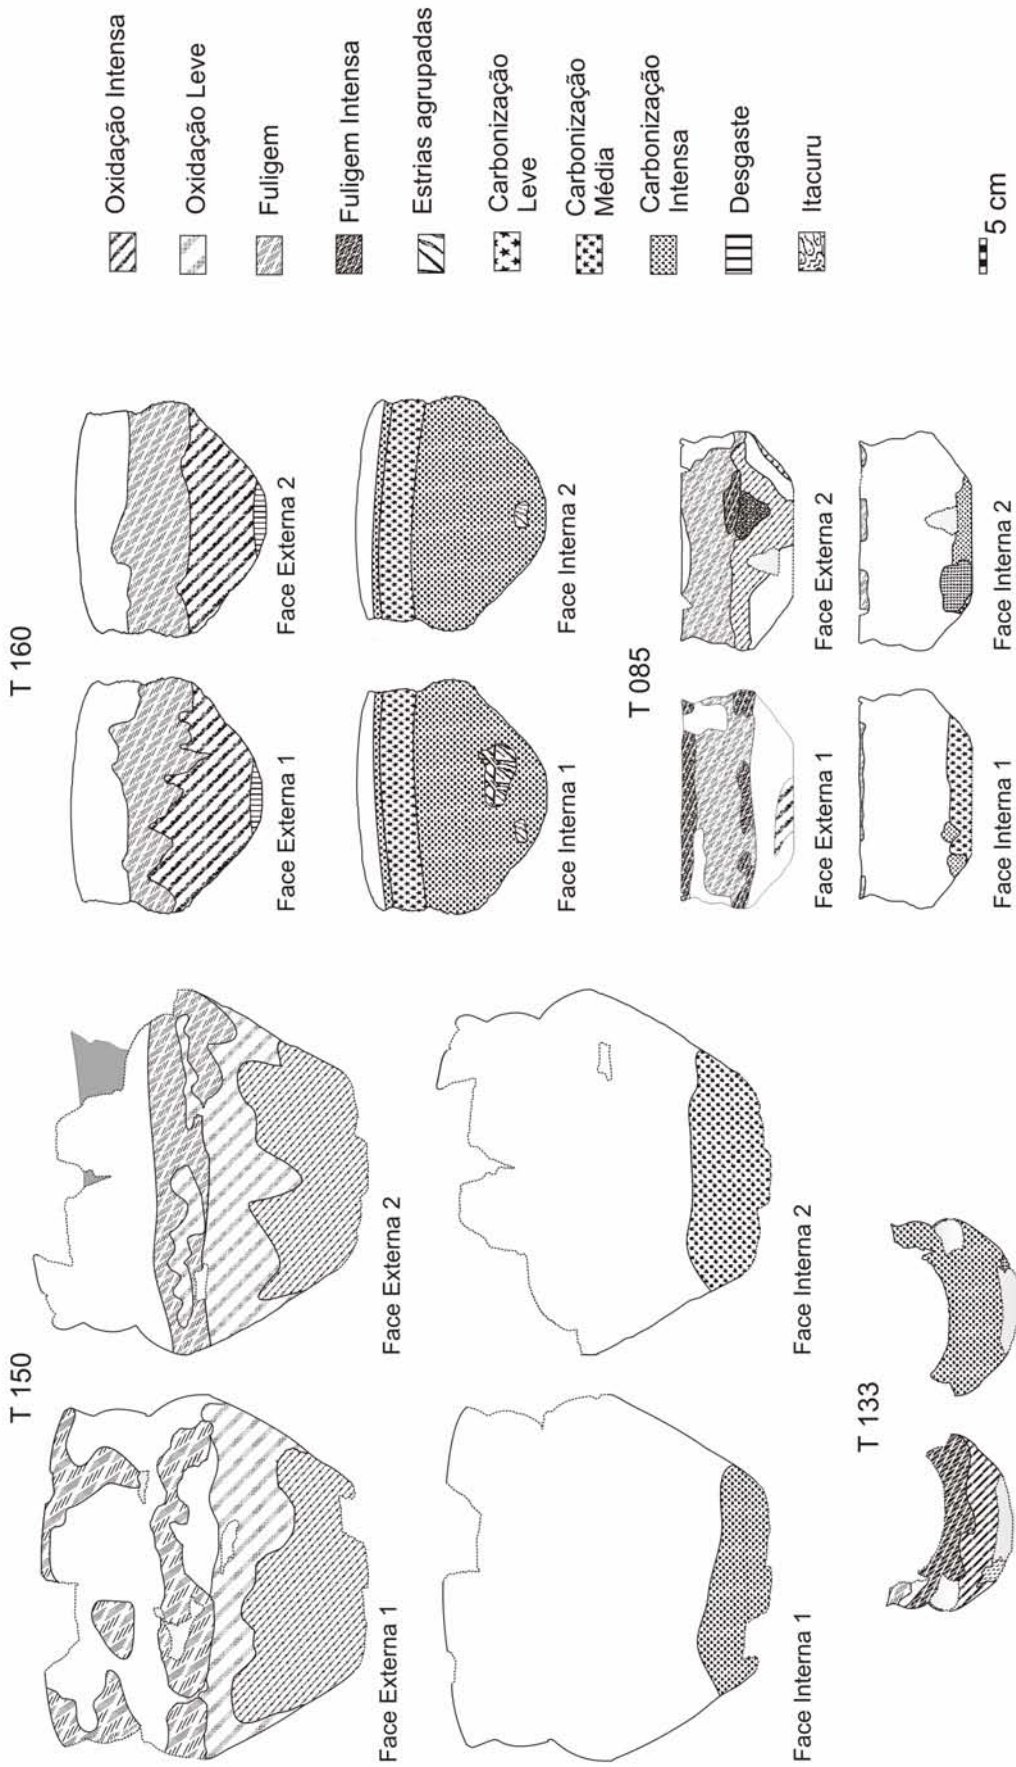 T 150
Face Externa 1
Face Externa 2
Face Interna 1
Face Interna 2
T 160
Face Externa 1
Face Externa 2
Face Interna 1
Face Interna 2
T 133
T 085
Face Externa 1
Face Externa 2
Face Interna 1
Face Interna 2
Oxidação Intensa
Oxidação Leve
Fuligem
Fuligem Intensa
Estrias agrupadas
Carbonização
Leve
Carbonização
Média
Carbonização
Intensa
Desgaste
Itacuru
5 cm